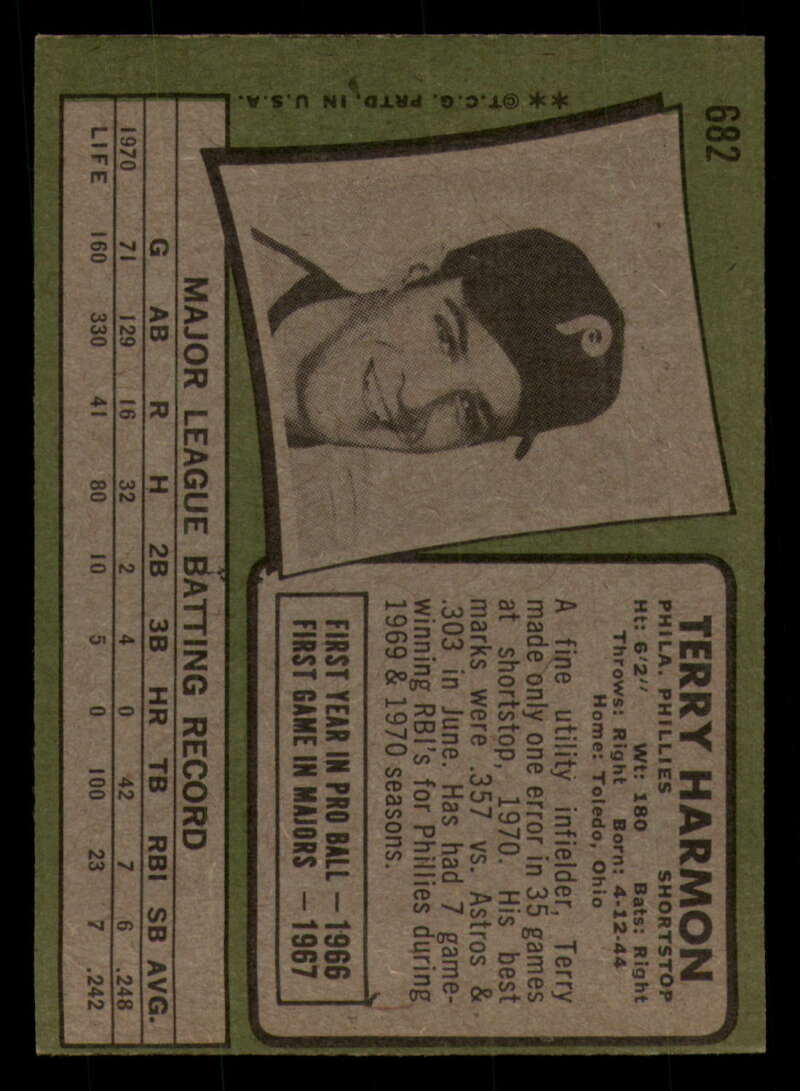 682
TERRY HARMON
PHILA. PHILLIES SHORTSTOP
Ht: 6'2" Wt: 180 Bats: Right
Throws: Right Born: 4-12-44
Home: Toledo, Ohio
A fine utility infielder, Terry
made only one error in 35 games
at shortstop, 1970. His best
marks were .357 vs. Astros &
.303 in June. Has had 7 game-
winning RBI's for Phillies during
1969 & 1970 seasons.
FIRST YEAR IN PRO BALL — 1966
FIRST GAME IN MAJORS — 1967
P
** ©T.C.G. PRTD. IN U.S.A.
MAJOR LEAGUE BATTING RECORD
G AB R H 2B 3B HR TB RBI SB AVG.
1970 71 129 16 32 2 4 0 42 7 6 .248
LIFE 160 330 41 80 10 5 0 100 23 7 .242